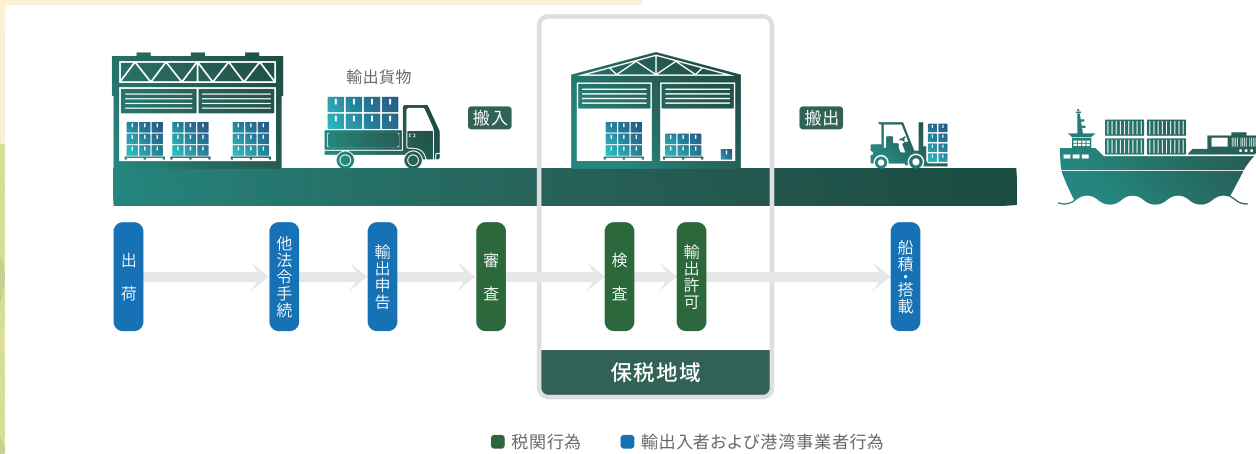 輸出貨物
搬入
搬出
出荷
他法令手続
輸出申告
審査
検査
輸出許可
船積・搭載
保税地域
税関行為
輸出入者および港湾事業者行為